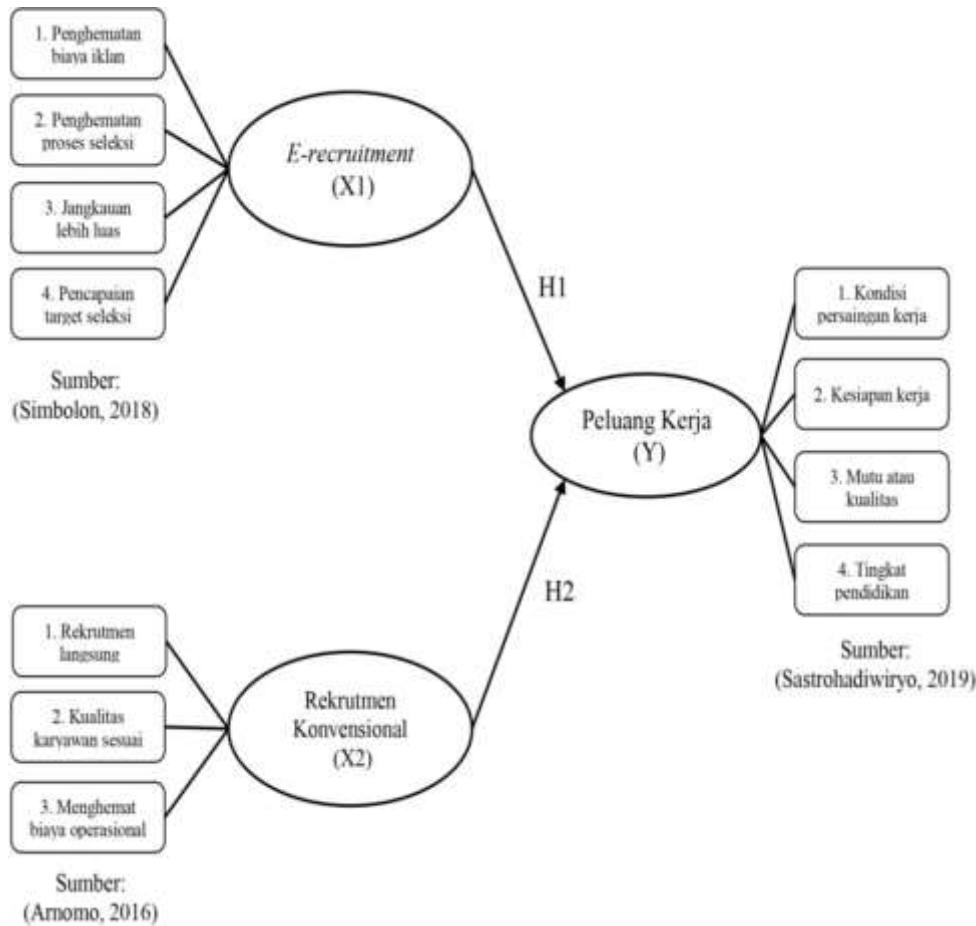 1. Penghematan
biaya iklan
2. Penghematan
proses seleksi
3. Jangkauan
lebih luas
4. Pencapaian
target seleksi
Sumber:
(Simbolon, 2018)
E-recruitment
(X1)
H1
Peluang Kerja
(Y)
1. Kondisi
persaingan kerja
2. Kesiapan kerja
3. Mutu atau
kualitas
4. Tingkat
pendidikan
Sumber:
(Sastrohadiwiryo, 2019)
H2
1. Rekrutmen
langsung
2. Kualitas
karyawan sesuai
3. Menghemat
biaya operasional
Sumber:
(Arnomo, 2016)
Rekrutmen
Konvensional
(X2)